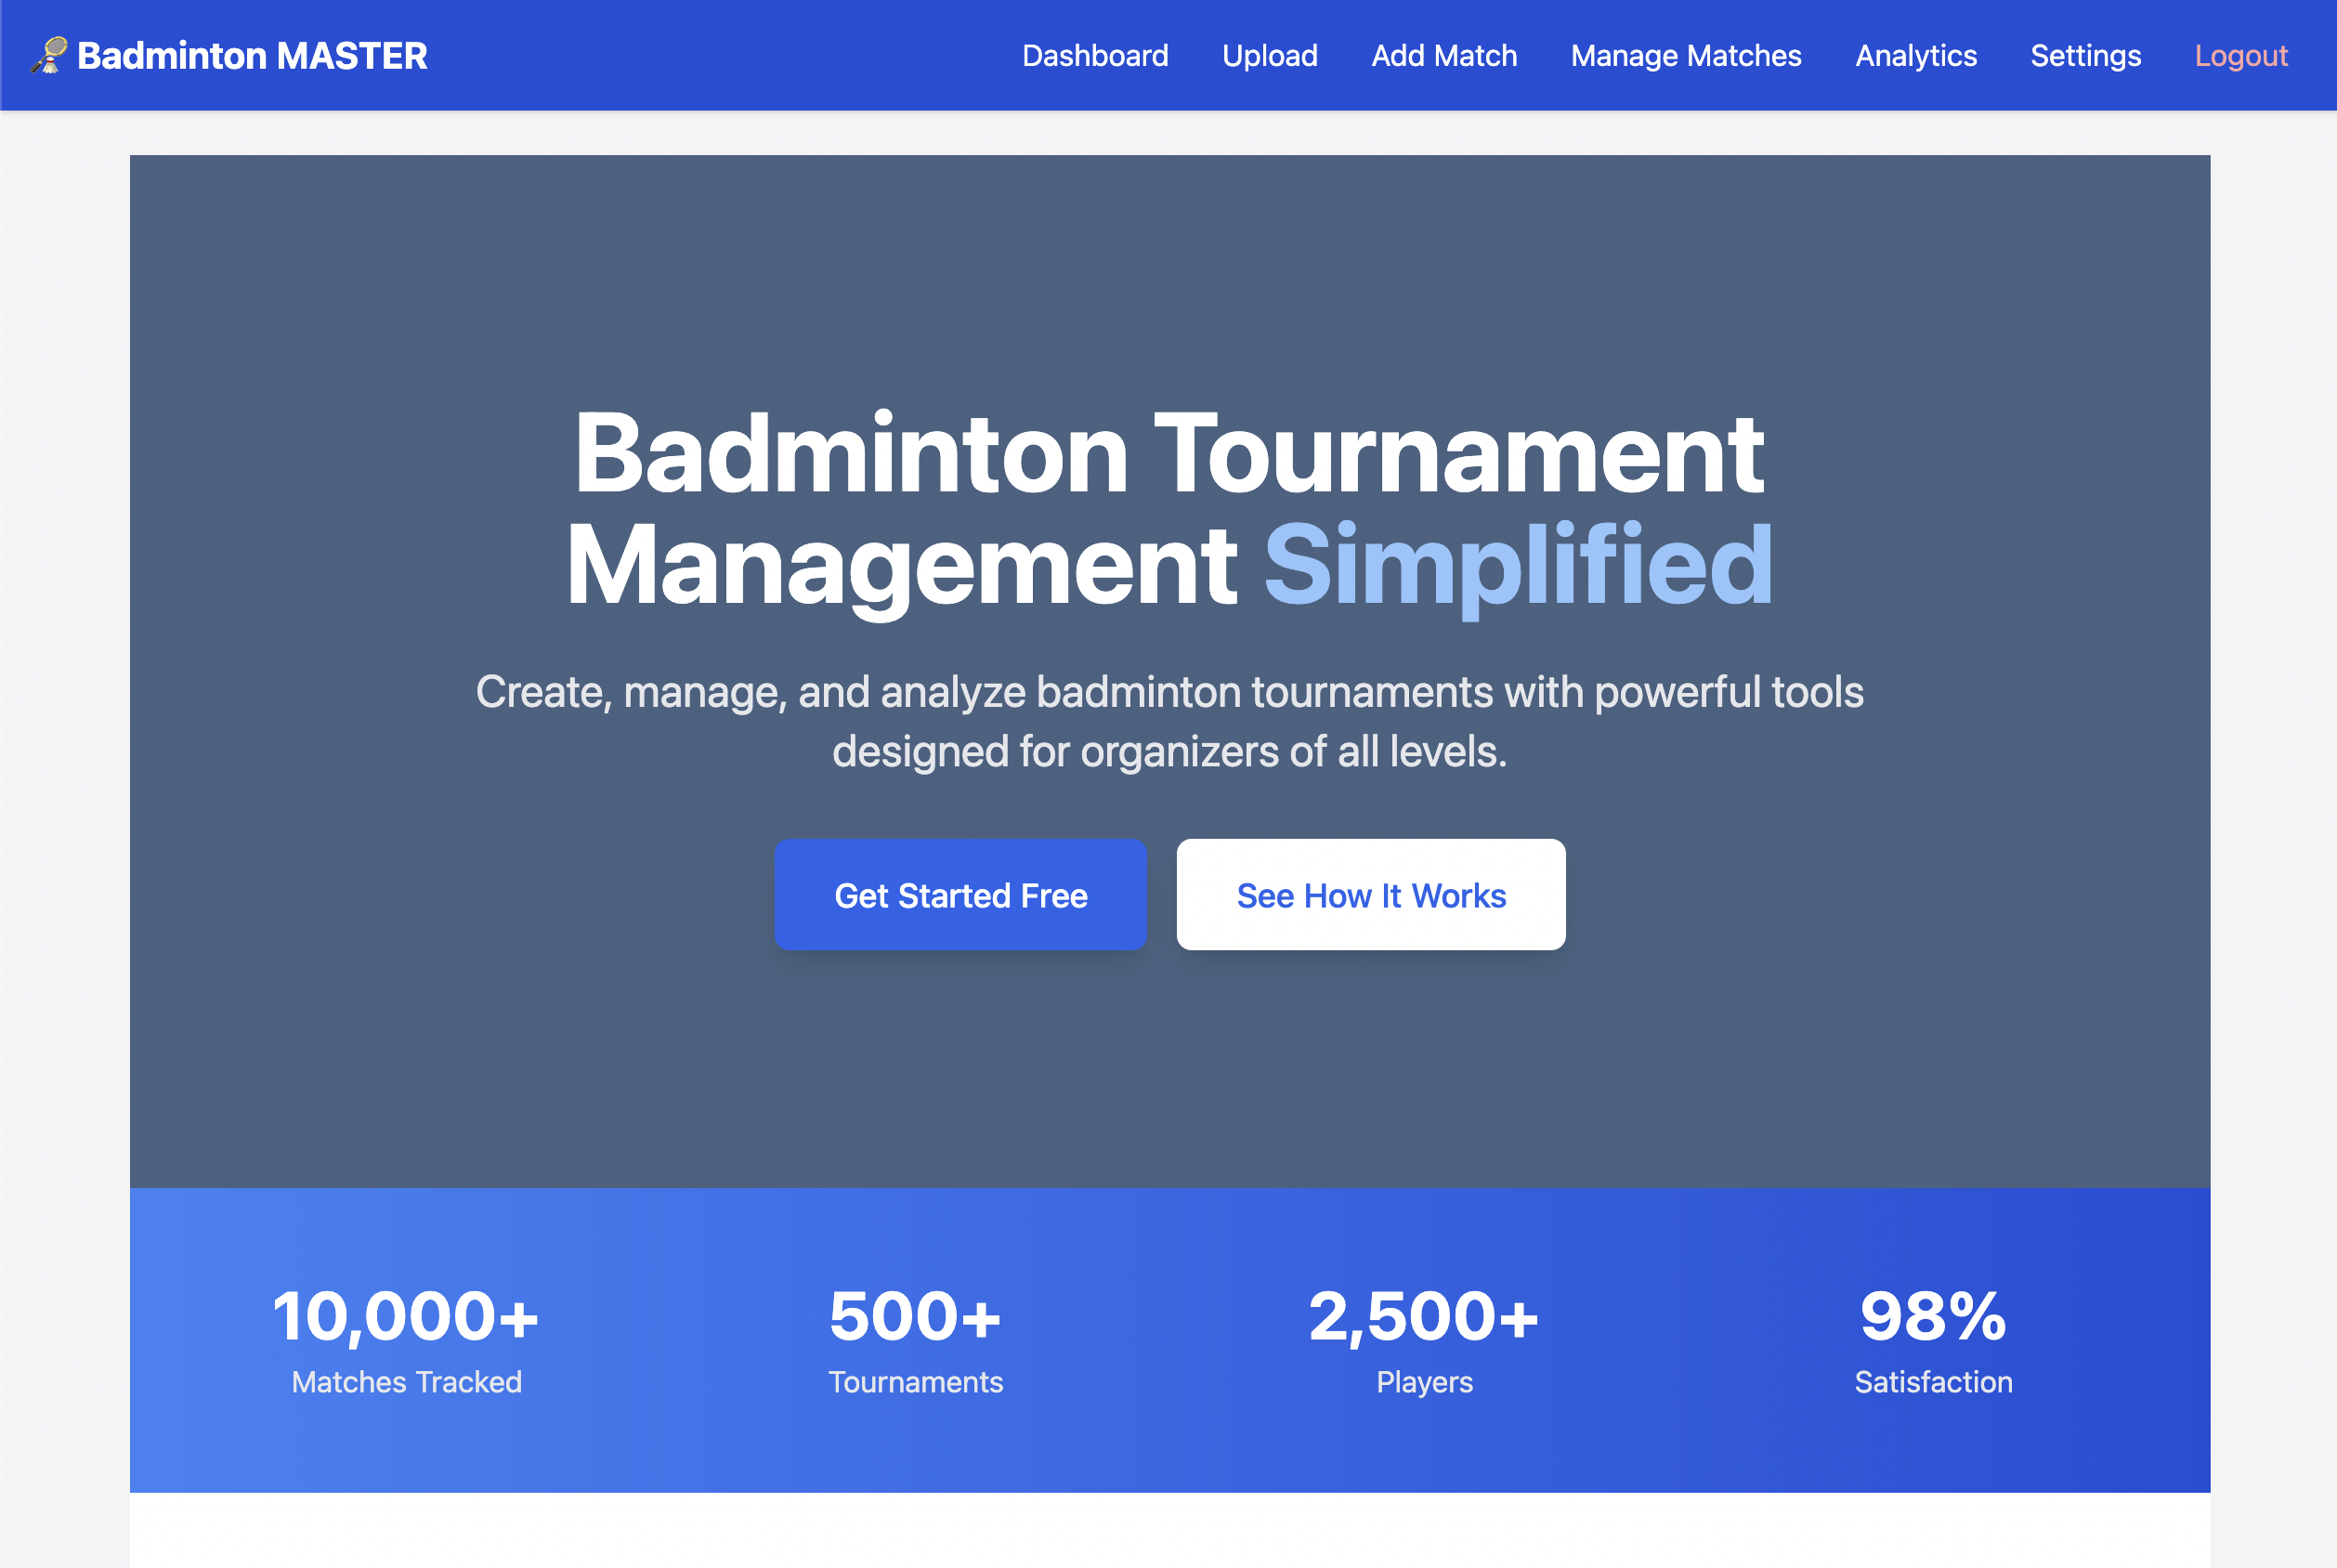 Badminton MASTER
Dashboard Upload Add Match Manage Matches Analytics Settings Logout
Badminton Tournament
Management Simplified
Create, manage, and analyze badminton tournaments with powerful tools
designed for organizers of all levels.
Get Started Free
See How It Works
10,000+
Matches Tracked
500+
Tournaments
2,500+
Players
98%
Satisfaction